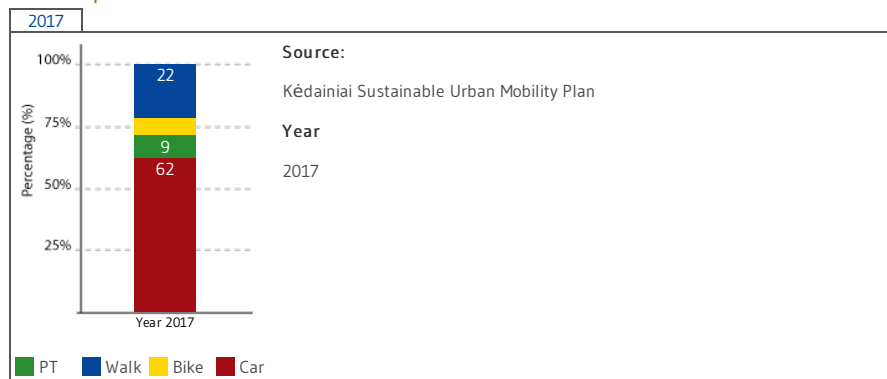 2017
100%
75%
50%
25%
Percentage (%)
22
9
62
Year 2017
PT Walk Bike Car
Source:
Kėdainiai Sustainable Urban Mobility Plan
Year
2017